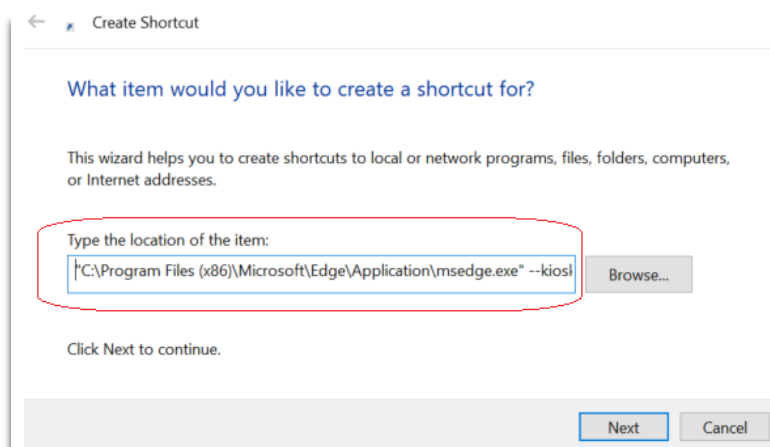 Create Shortcut
What item would you like to create a shortcut for?
This wizard helps you to create shortcuts to local or network programs, files, folders, computers,
or Internet addresses.
Type the location of the item:
"C:\Program Files (x86)\Microsoft\Edge\Application\msedge.exe" --kiosk
Browse...
Click Next to continue.
Next
Cancel